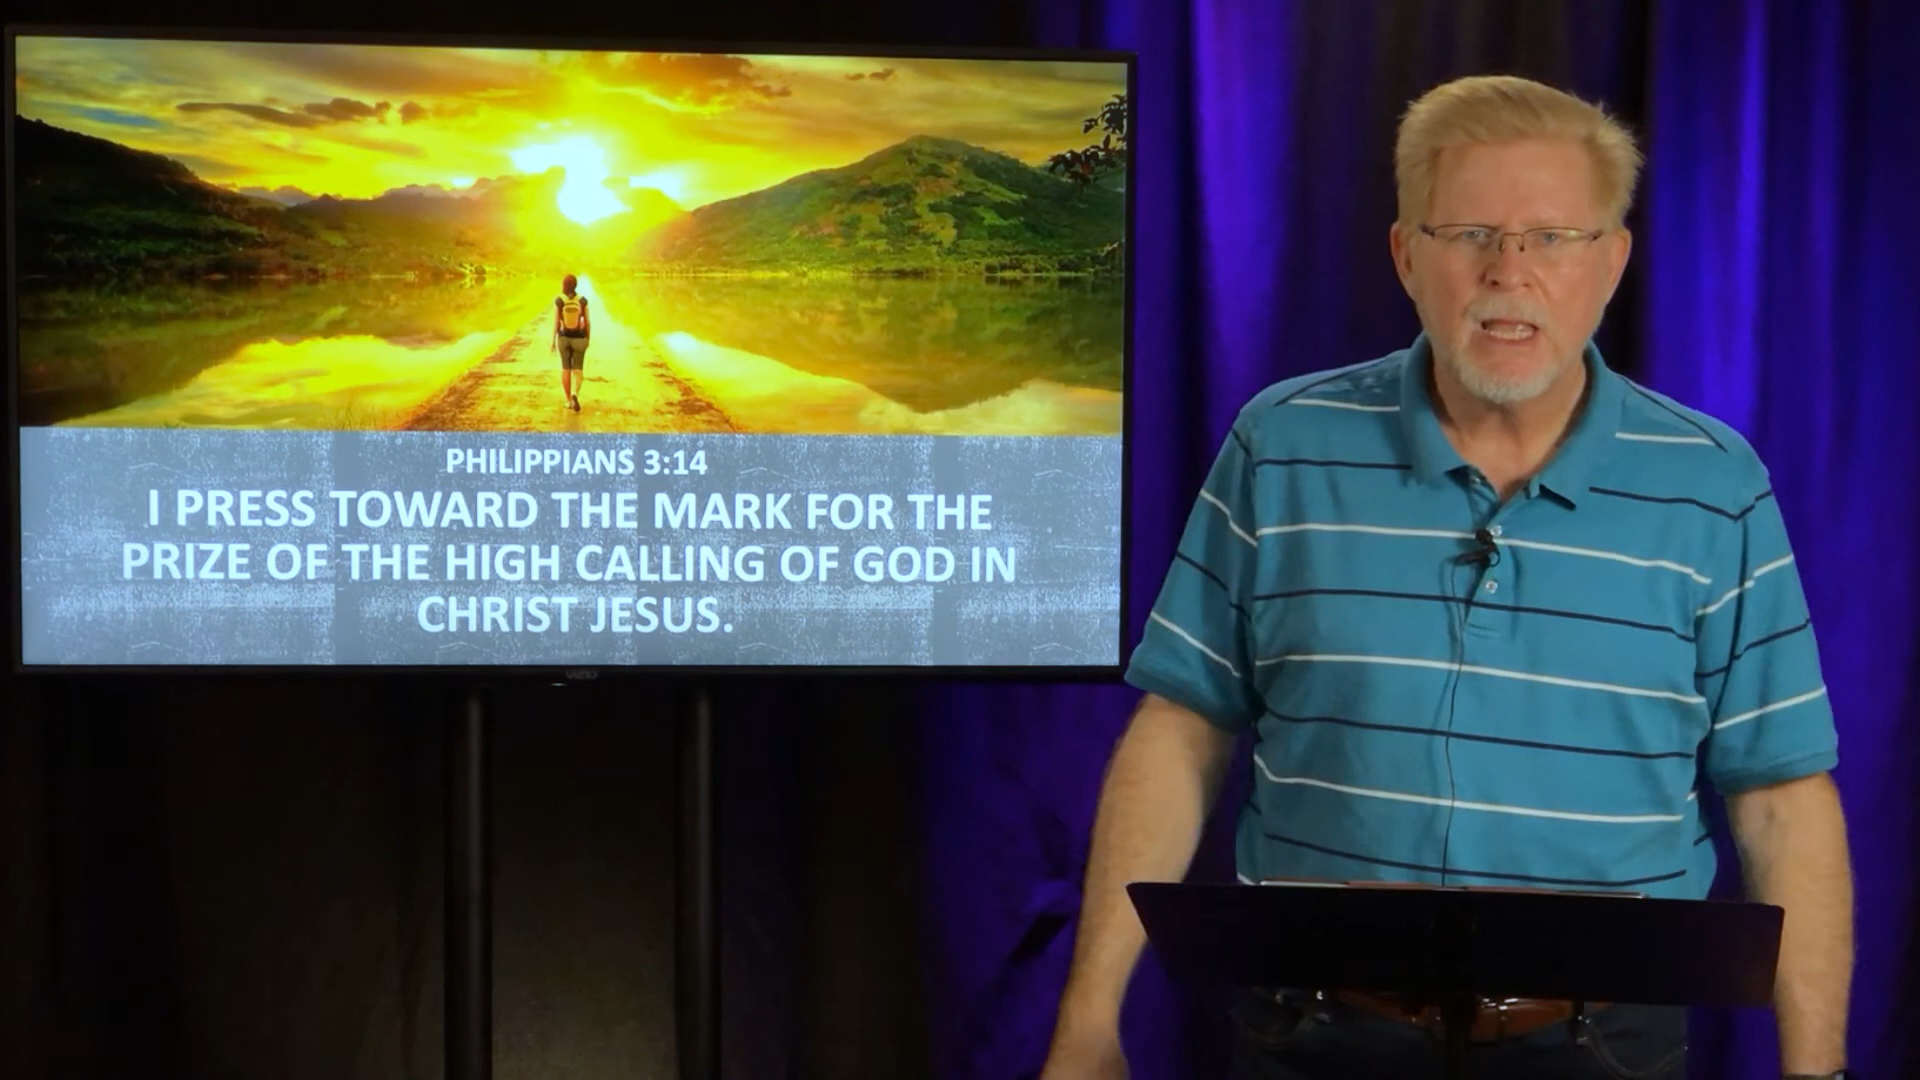 PHILIPPIANS 3:14
I PRESS TOWARD THE MARK FOR THE
PRIZE OF THE HIGH CALLING OF GOD IN
CHRIST JESUS.
VIZIO